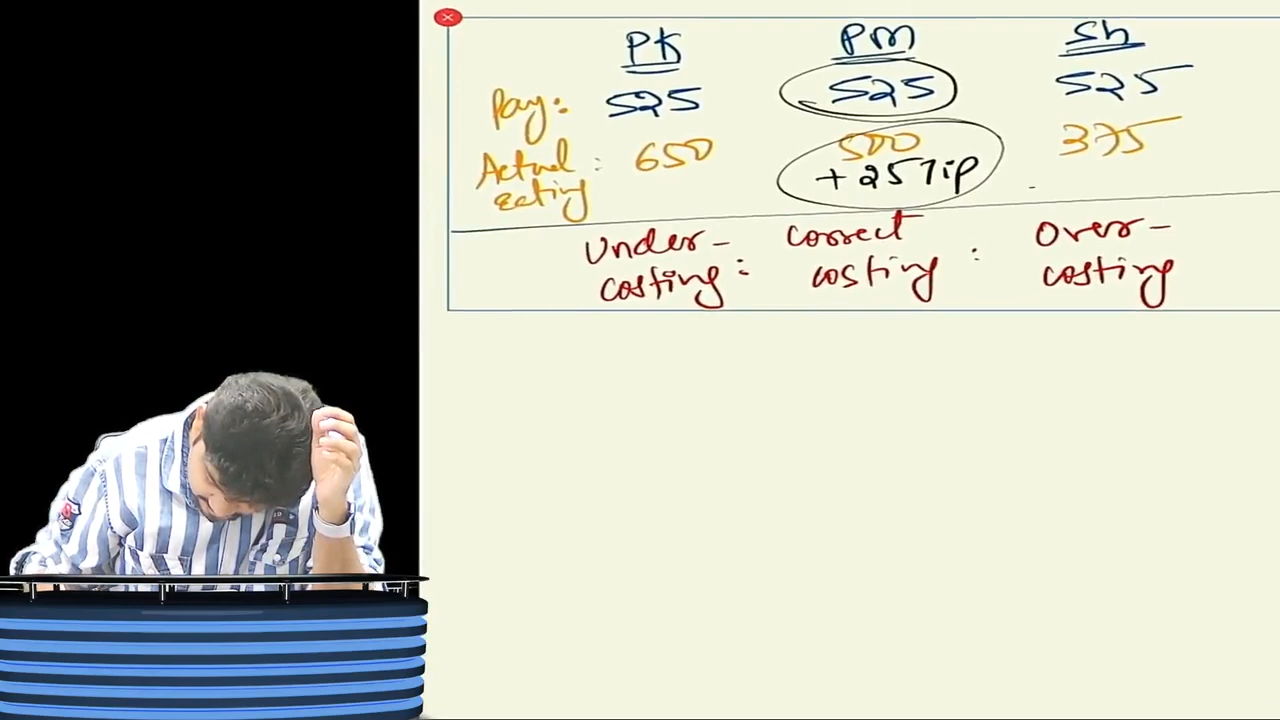 PK PM Sh
Pay: 525 525 525
Actual eating : 650 500 375
+ 25 Tip
Under- costing : Correct costing : Over- costing